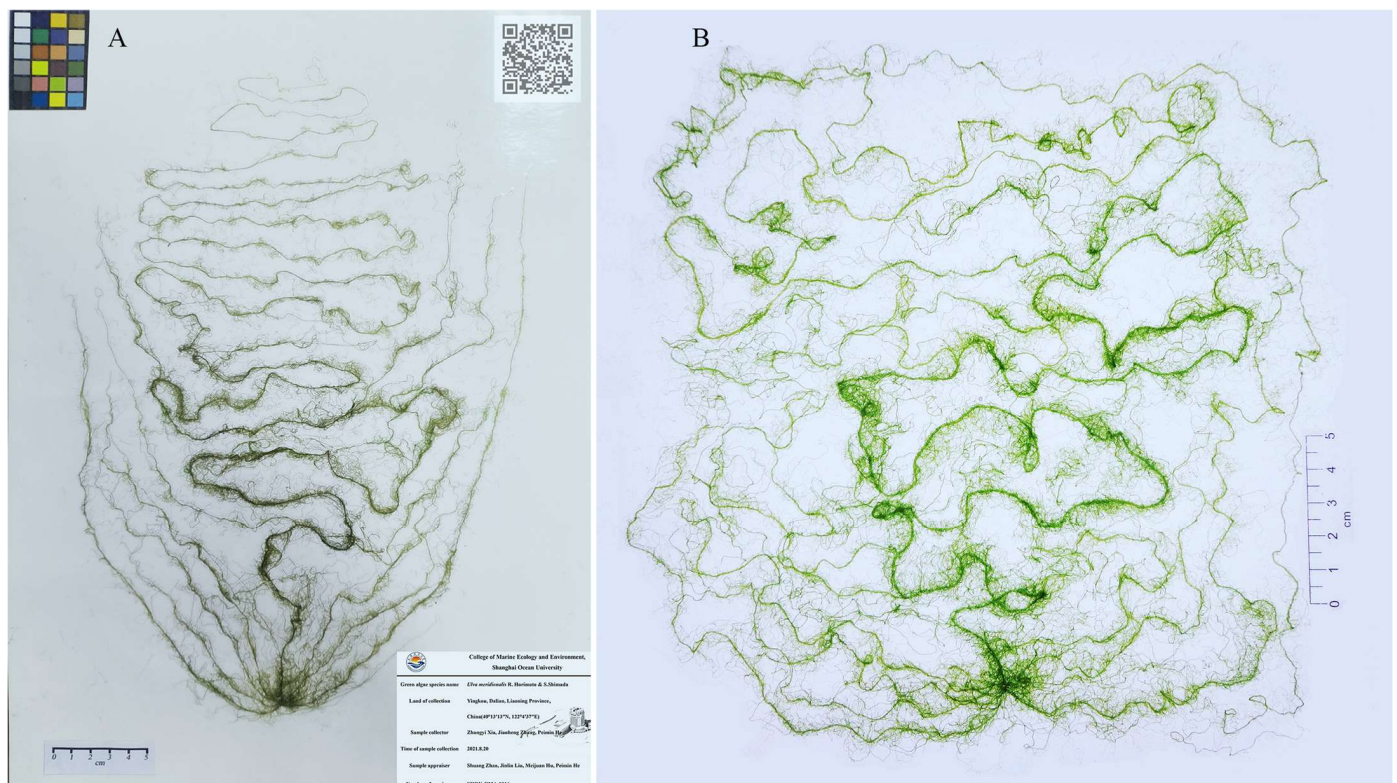 A
B
College of Marine Ecology and Environment,
Shanghai Ocean University
Green algae species name Ulva meridionalis R. Horimoto & S.Shimada
Land of collection Yingkou, Dalian, Liaoning Province,
China(40°13'13"N, 122°4'37"E)
Sample collector Zhongyi Xia, Jianheng Zhang, Peimin He
Time of sample collection 2021.8.20
Sample appraiser Shuang Zhao, Jinlin Liu, Meijuan Hu, Peimin He
0 1 2 3 4 5
cm
5
4
3
2
1
0
cm